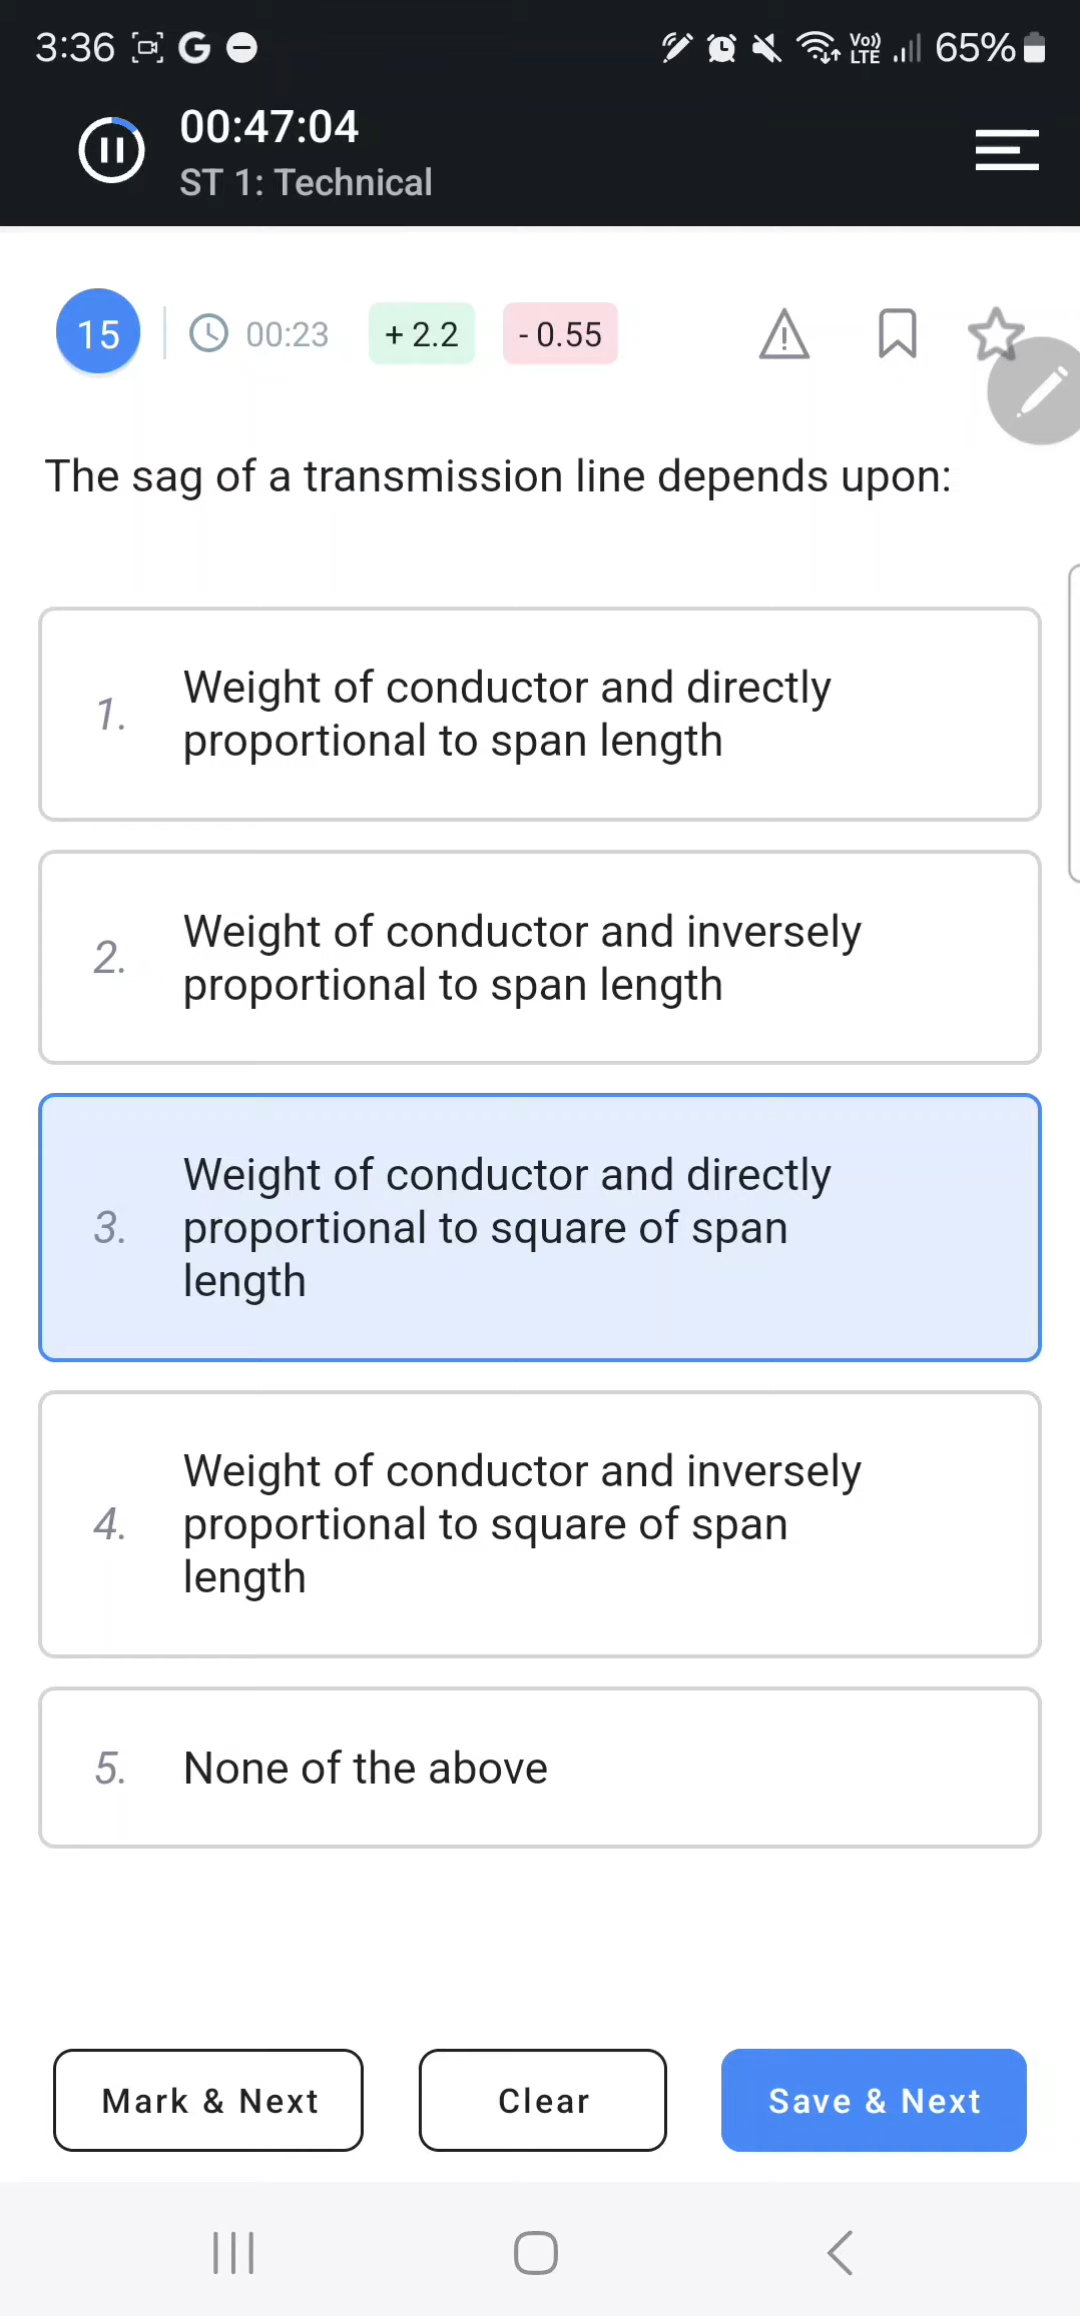 3:36 G Vo)) LTE 65%
00:47:04
ST 1: Technical
15 00:23 + 2.2 - 0.55
The sag of a transmission line depends upon:
1. Weight of conductor and directly
proportional to span length
2. Weight of conductor and inversely
proportional to span length
3. Weight of conductor and directly
proportional to square of span
length
4. Weight of conductor and inversely
proportional to square of span
length
5. None of the above
Mark & Next Clear Save & Next